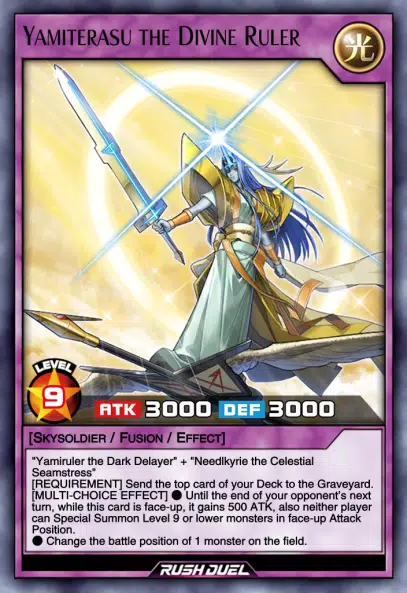 YAMITERASU THE DIVINE RULER
光
LEVEL
9
ATK 3000 DEF 3000
[SKYSOLDIER / FUSION / EFFECT]
"Yamiruler the Dark Delayer" + "Needlkyrie the Celestial
Seamstress"
[REQUIREMENT] Send the top card of your Deck to the Graveyard.
[MULTI-CHOICE EFFECT] ● Until the end of your opponent's next
turn, while this card is face-up, it gains 500 ATK, also neither player
can Special Summon Level 9 or lower monsters in face-up Attack
Position.
● Change the battle position of 1 monster on the field.
RUSH DUEL